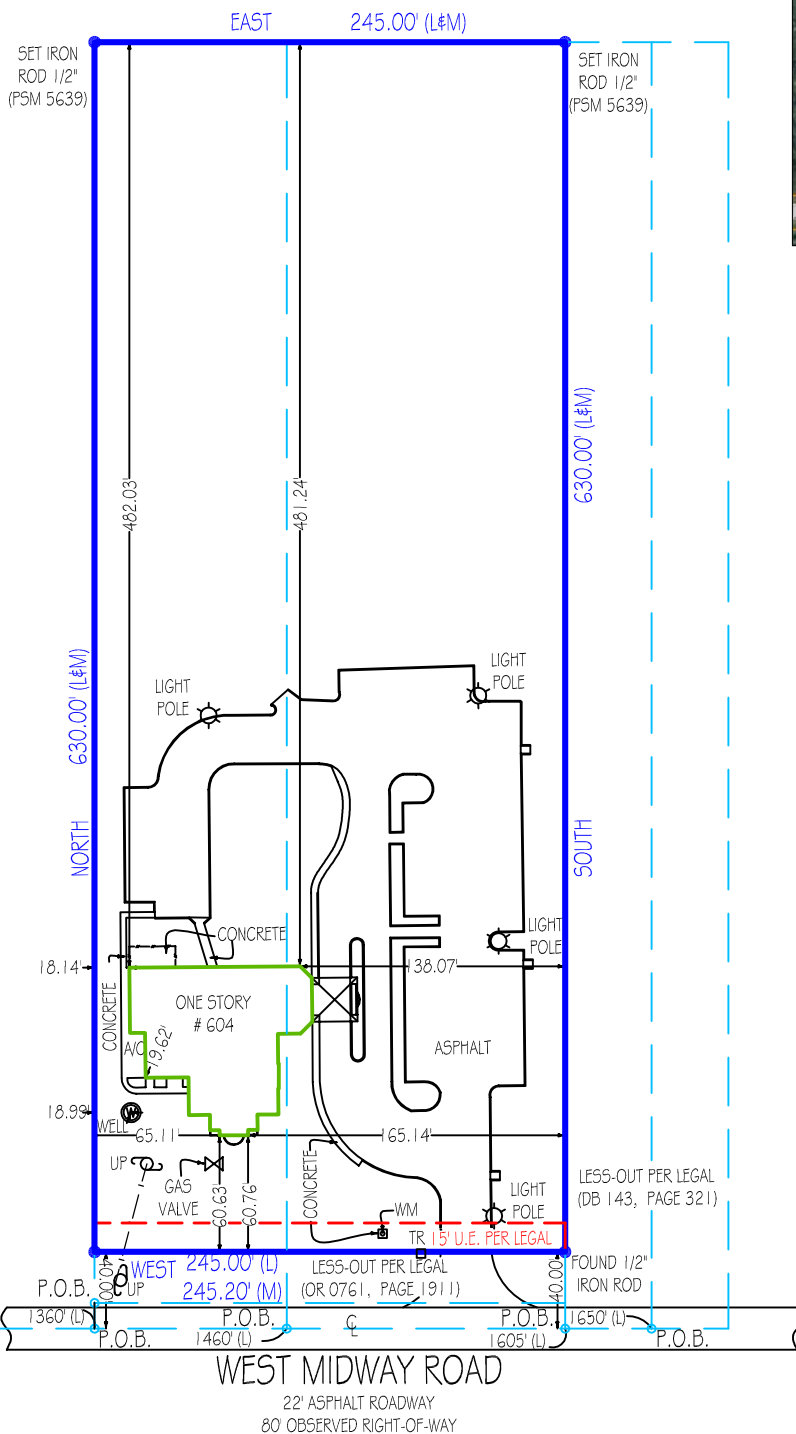 EAST 245.00' (L&M)
SET IRON
ROD 1/2"
(PSM 5639)
SET IRON
ROD 1/2"
(PSM 5639)
630.00' (L&M)
482.03'
481.24'
LIGHT
POLE
LIGHT
POLE
630.00' (L&M)
NORTH
SOUTH
CONCRETE
LIGHT
POLE
18.14'
138.07'
CONCRETE
ONE STORY
# 604
A/C
19.62'
ASPHALT
18.99'
WELL
65.11'
165.14'
UP
GAS
VALVE
60.63'
60.76'
CONCRETE
WM
LIGHT
POLE
LESS-OUT PER LEGAL
(DB 143, PAGE 321)
TR 15' U.E. PER LEGAL
WEST 245.00' (L)
245.20' (M)
LESS-OUT PER LEGAL
(OR 0761, PAGE 1911)
FOUND 1/2"
IRON ROD
40.00'
UP
40.00'
P.O.B.
1360' (L)
P.O.B.
P.O.B.
1460' (L)
P.O.B.
1605' (L)
1650' (L)
P.O.B.
WEST MIDWAY ROAD
22' ASPHALT ROADWAY
80' OBSERVED RIGHT-OF-WAY